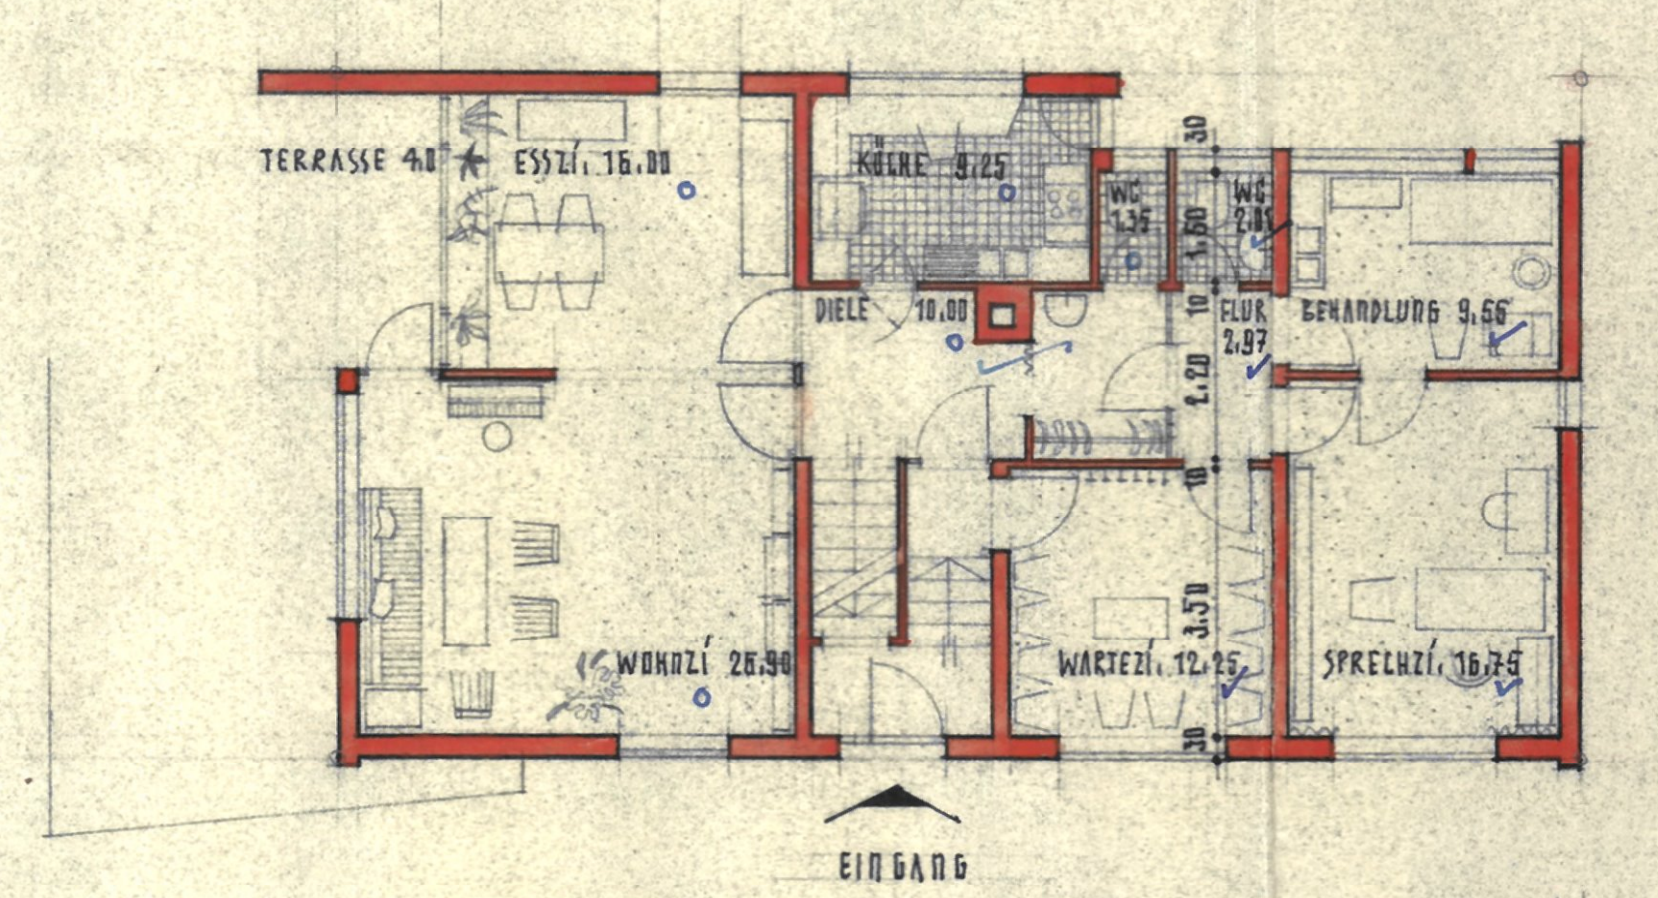 TERRASSE 4.0
ESSZI. 16.00
KÜCHE 9.25
WC
1.35
WC
2.01
30
1.60
10
2.20
10
3.50
30
DIELE 10.00
FLUR
2.97
BEHANDLUNG 9.56
WOHNZI 26.90
WARTEZI. 12.25
SPRECHZI. 16.75
EINGANG